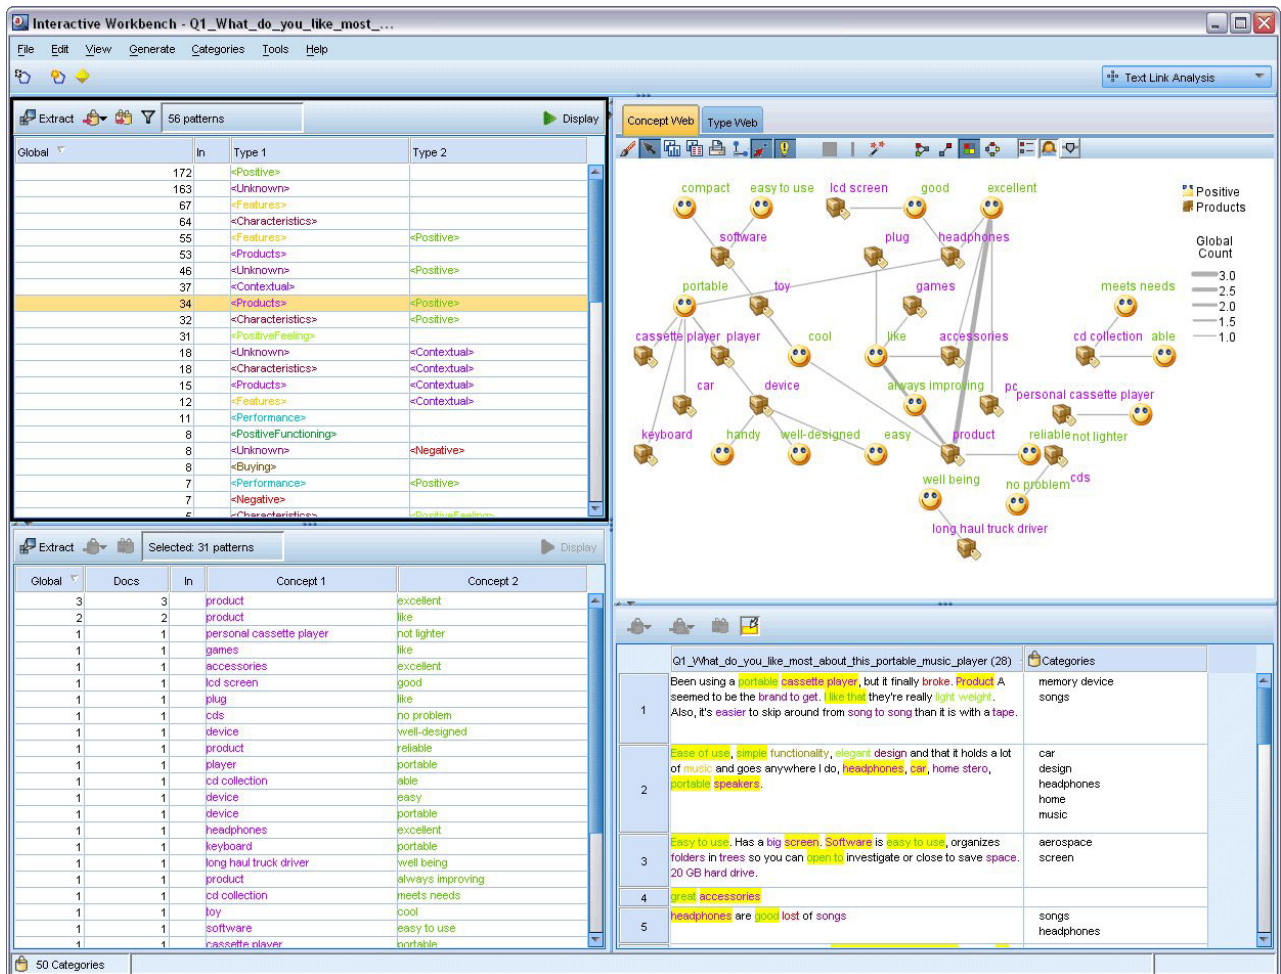 Interactive Workbench - Q1_What_do_you_like_most_...
File Edit View Generate Categories Tools Help
Text Link Analysis
Extract 56 patterns Display
Global In Type 1 Type 2
172 <Positive>
163 <Unknown>
67 <Features>
64 <Characteristics>
55 <Features> <Positive>
53 <Products>
46 <Unknown> <Positive>
37 <Contextual>
34 <Products> <Positive>
32 <Characteristics> <Positive>
31 <PositiveFeeling>
18 <Unknown> <Contextual>
18 <Characteristics> <Contextual>
15 <Products> <Contextual>
12 <Features> <Contextual>
11 <Performance>
8 <PositiveFunctioning>
8 <Unknown> <Negative>
8 <Buying>
7 <Performance> <Positive>
7 <Negative>
<Characteristics> <PositiveFeeling>
Extract Selected: 31 patterns Display
Global Docs In Concept 1 Concept 2
3 3 product excellent
2 2 product like
1 1 personal cassette player not lighter
1 1 games like
1 1 accessories excellent
1 1 lcd screen good
1 1 plug like
1 1 cds no problem
1 1 device well-designed
1 1 product reliable
1 1 player portable
1 1 cd collection able
1 1 device easy
1 1 device portable
1 1 headphones excellent
1 1 keyboard portable
1 1 long haul truck driver well being
1 1 product always improving
1 1 cd collection meets needs
1 1 toy cool
1 1 software easy to use
1 1 cassette player portable
50 Categories
Concept Web Type Web
compact easy to use lcd screen good excellent
software plug headphones
portable toy games meets needs
cassette player player cool like accessories cd collection able
car device always improving pc personal cassette player
keyboard handy well-designed easy product reliable not lighter
well being no problem cds
long haul truck driver
Positive
Products
Global
Count
3.0
2.5
2.0
1.5
1.0
Q1_What_do_you_like_most_about_this_portable_music_player (28) Categories
1
Been using a portable cassette player, but it finally broke. Product A
seemed to be the brand to get. I like that they're really light weight.
Also, it's easier to skip around from song to song than it is with a tape.
memory device
songs
2
Ease of use, simple functionality, elegant design and that it holds a lot
of music and goes anywhere I do, headphones, car, home stero,
portable speakers.
car
design
headphones
home
music
3
Easy to use. Has a big screen. Software is easy to use, organizes
folders in trees so you can open to investigate or close to save space.
20 GB hard drive.
aerospace
screen
4
great accessories
5
headphones are good lost of songs
songs
headphones